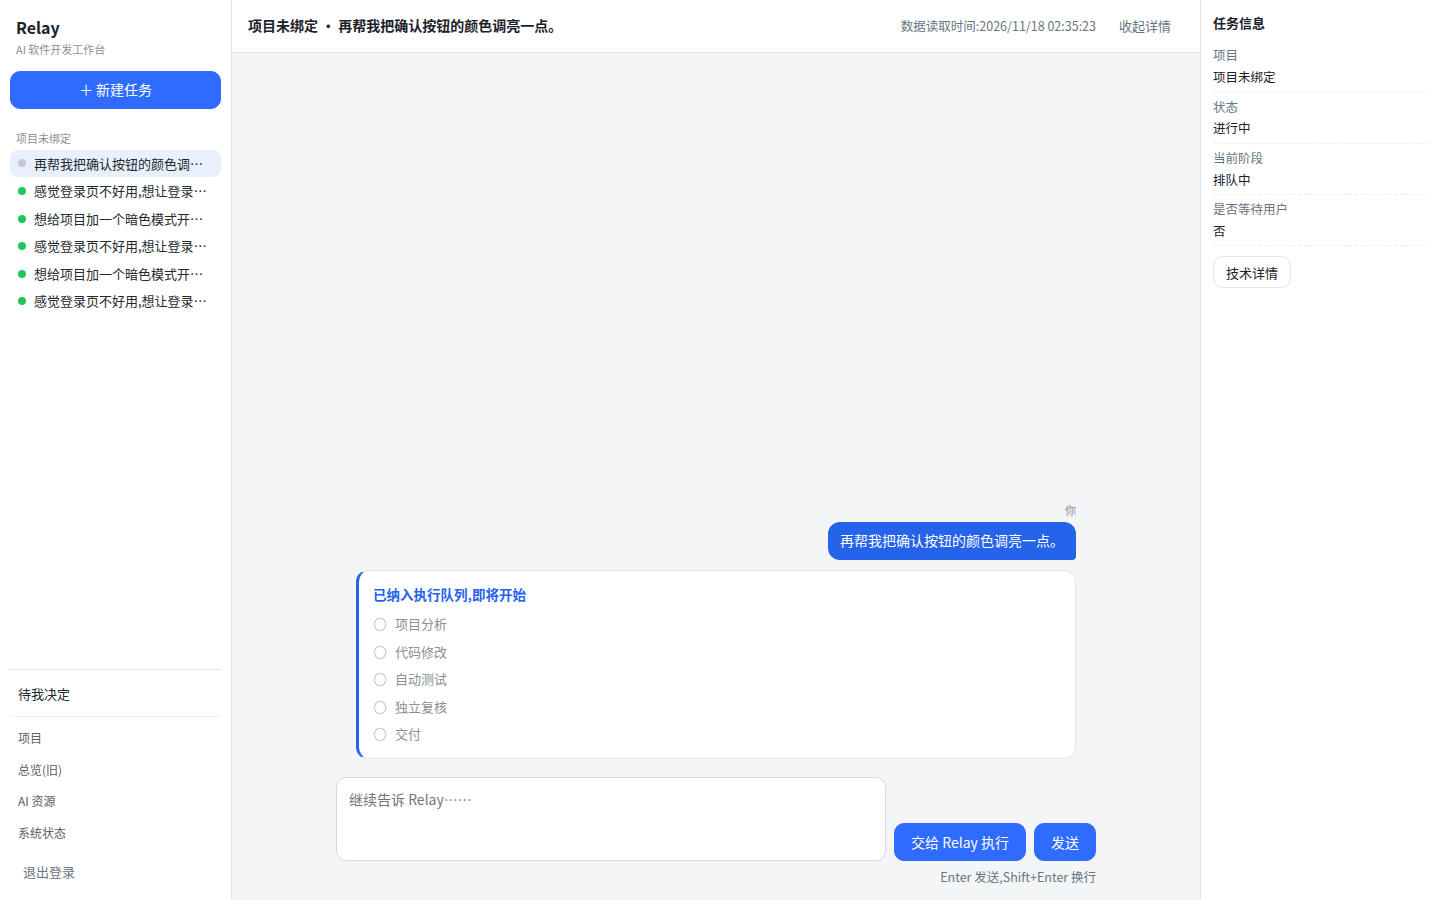 Relay
AI 软件开发工作台
＋ 新建任务
项目未绑定
再帮我把确认按钮的颜色调…
感觉登录页不好用,想让登录…
想给项目加一个暗色模式开…
感觉登录页不好用,想让登录…
想给项目加一个暗色模式开…
感觉登录页不好用,想让登录…
待我决定
项目
总览(旧)
AI 资源
系统状态
退出登录
项目未绑定 · 再帮我把确认按钮的颜色调亮一点。
数据读取时间:2026/11/18 02:35:23
收起详情
你
再帮我把确认按钮的颜色调亮一点。
已纳入执行队列,即将开始
项目分析
代码修改
自动测试
独立复核
交付
继续告诉 Relay……
交给 Relay 执行
发送
Enter 发送,Shift+Enter 换行
任务信息
项目
项目未绑定
状态
进行中
当前阶段
排队中
是否等待用户
否
技术详情